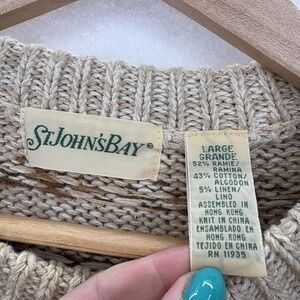 ST.JOHN'S BAY®
LARGE
GRANDE
52% RAMIE/
RAMINA
43% COTTON/
ALGODON
5% LINEN/
LINO
ASSEMBLED IN
HONG KONG
KNIT IN CHINA
ENSAMBLADO EN
HONG KONG
TEJIDO EN CHINA
RN 11935